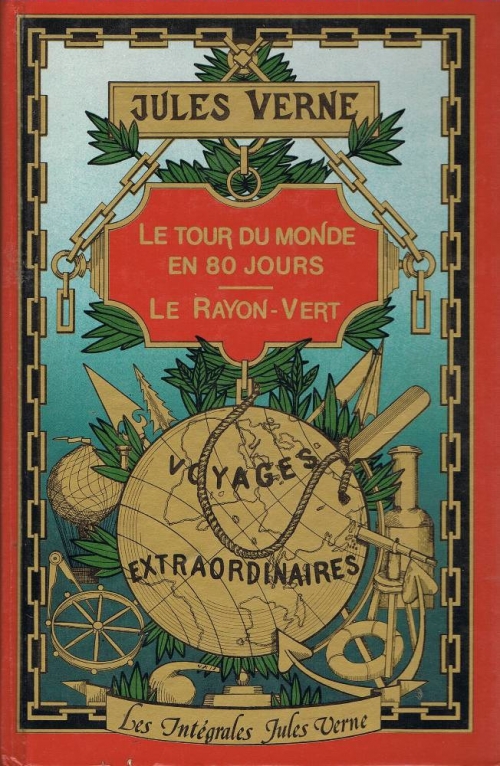 JULES VERNE
LE TOUR DU MONDE
EN 80 JOURS
LE RAYON-VERT
VOYAGES
EXTRAORDINAIRES
Les Intégrales Jules Verne